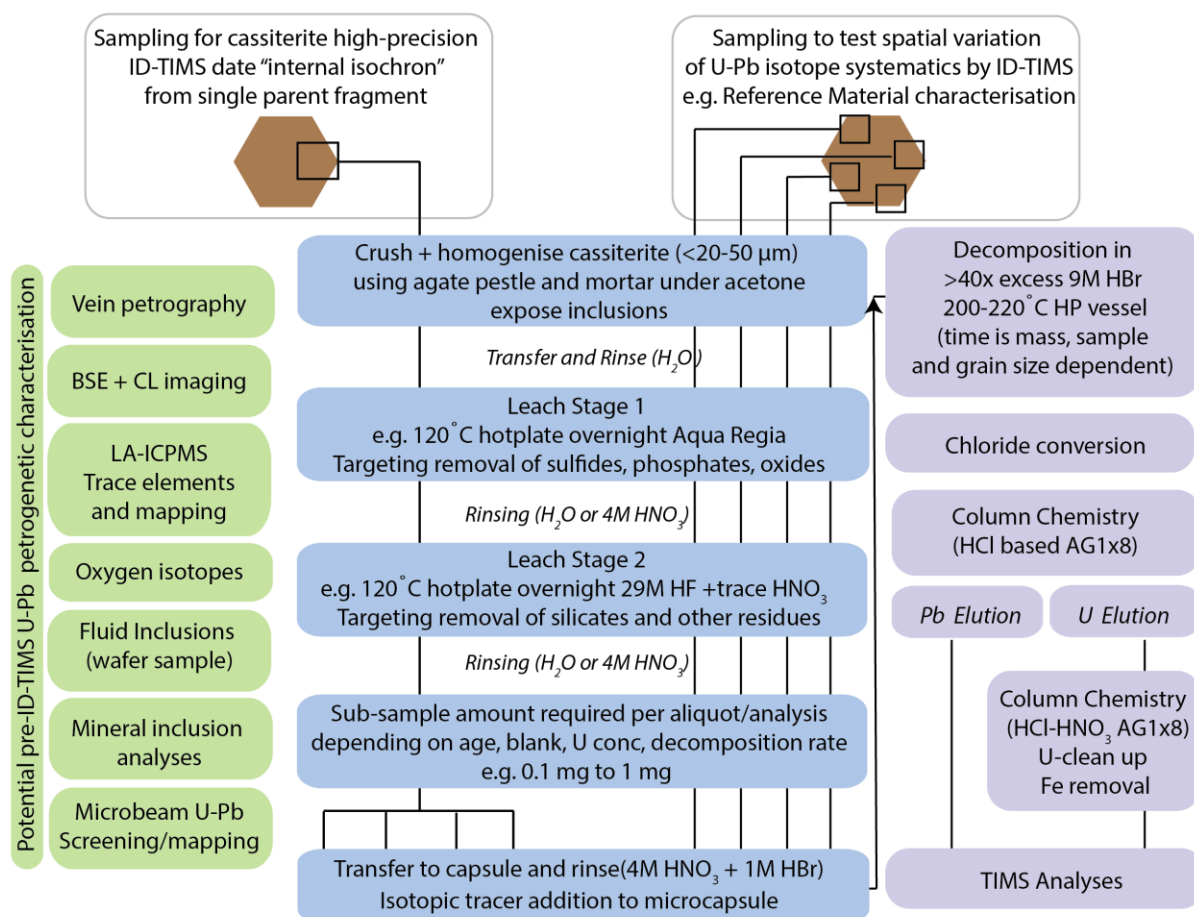 Sampling for cassiterite high-precision
ID-TIMS date “internal isochron”
from single parent fragment
Sampling to test spatial variation
of U-Pb isotope systematics by ID-TIMS
e.g. Reference Material characterisation
Potential pre-ID-TIMS U-Pb petrogenetic characterisation
Vein petrography
BSE + CL imaging
LA-ICPMS
Trace elements
and mapping
Oxygen isotopes
Fluid Inclusions
(wafer sample)
Mineral inclusion
analyses
Microbeam U-Pb
Screening/mapping
Crush + homogenise cassiterite (<20-50 µm)
using agate pestle and mortar under acetone
expose inclusions
Transfer and Rinse (H₂O)
Leach Stage 1
e.g. 120˚C hotplate overnight Aqua Regia
Targeting removal of sulfides, phosphates, oxides
Rinsing (H₂O or 4M HNO₃)
Leach Stage 2
e.g. 120˚C hotplate overnight 29M HF +trace HNO₃
Targeting removal of silicates and other residues
Rinsing (H₂O or 4M HNO₃)
Sub-sample amount required per aliquot/analysis
depending on age, blank, U conc, decomposition rate
e.g. 0.1 mg to 1 mg
Transfer to capsule and rinse(4M HNO₃ + 1M HBr)
Isotopic tracer addition to microcapsule
Decomposition in
>40x excess 9M HBr
200-220˚C HP vessel
(time is mass, sample
and grain size dependent)
Chloride conversion
Column Chemistry
(HCl based AG1x8)
Pb Elution
U Elution
Column Chemistry
(HCl-HNO₃ AG1x8)
U-clean up
Fe removal
TIMS Analyses